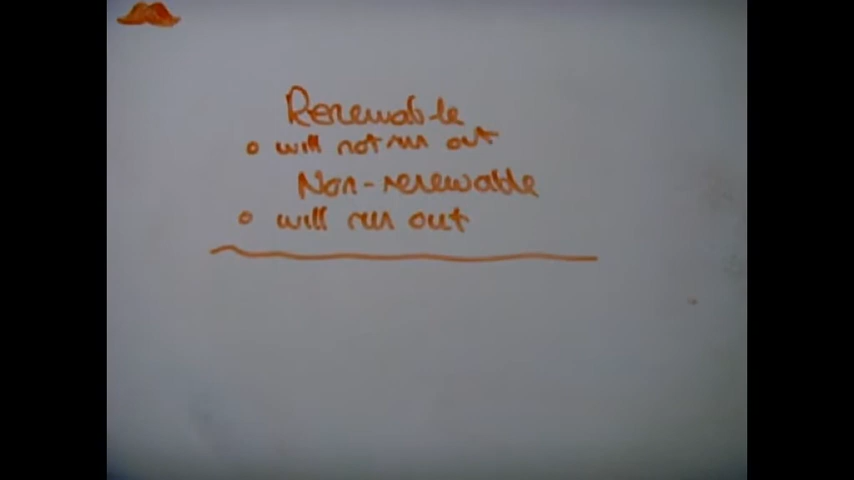 Renewable
o will not run out
Non-renewable
o will run out